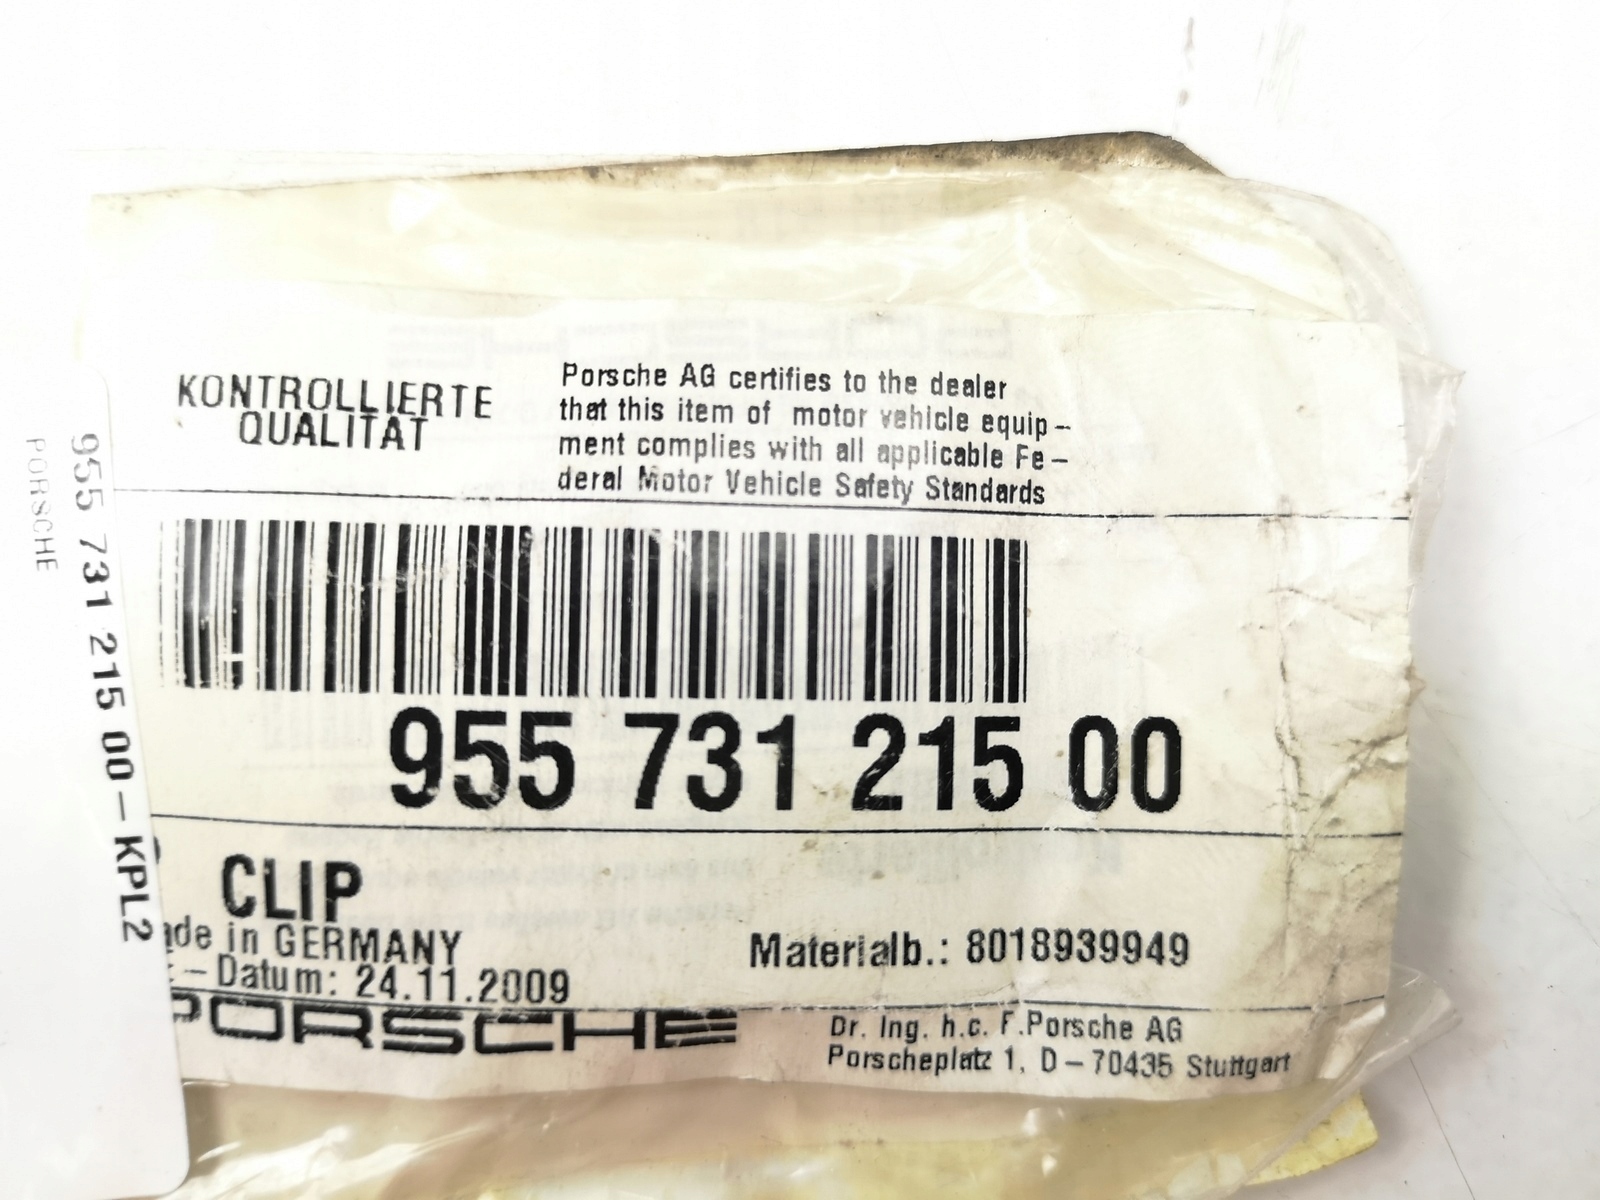 KONTROLLIERTE
QUALITÄT
Porsche AG certifies to the dealer
that this item of motor vehicle equip-
ment complies with all applicable Fe-
deral Motor Vehicle Safety Standards
955 731 215 00
CLIP
ade in GERMANY
- Datum: 24.11.2009
Materialb.: 8018939949
PORSCHE
Dr. Ing. h.c. F.Porsche AG
Porscheplatz 1, D-70435 Stuttgart
955 731 215 00-KPL2
PORSCHE